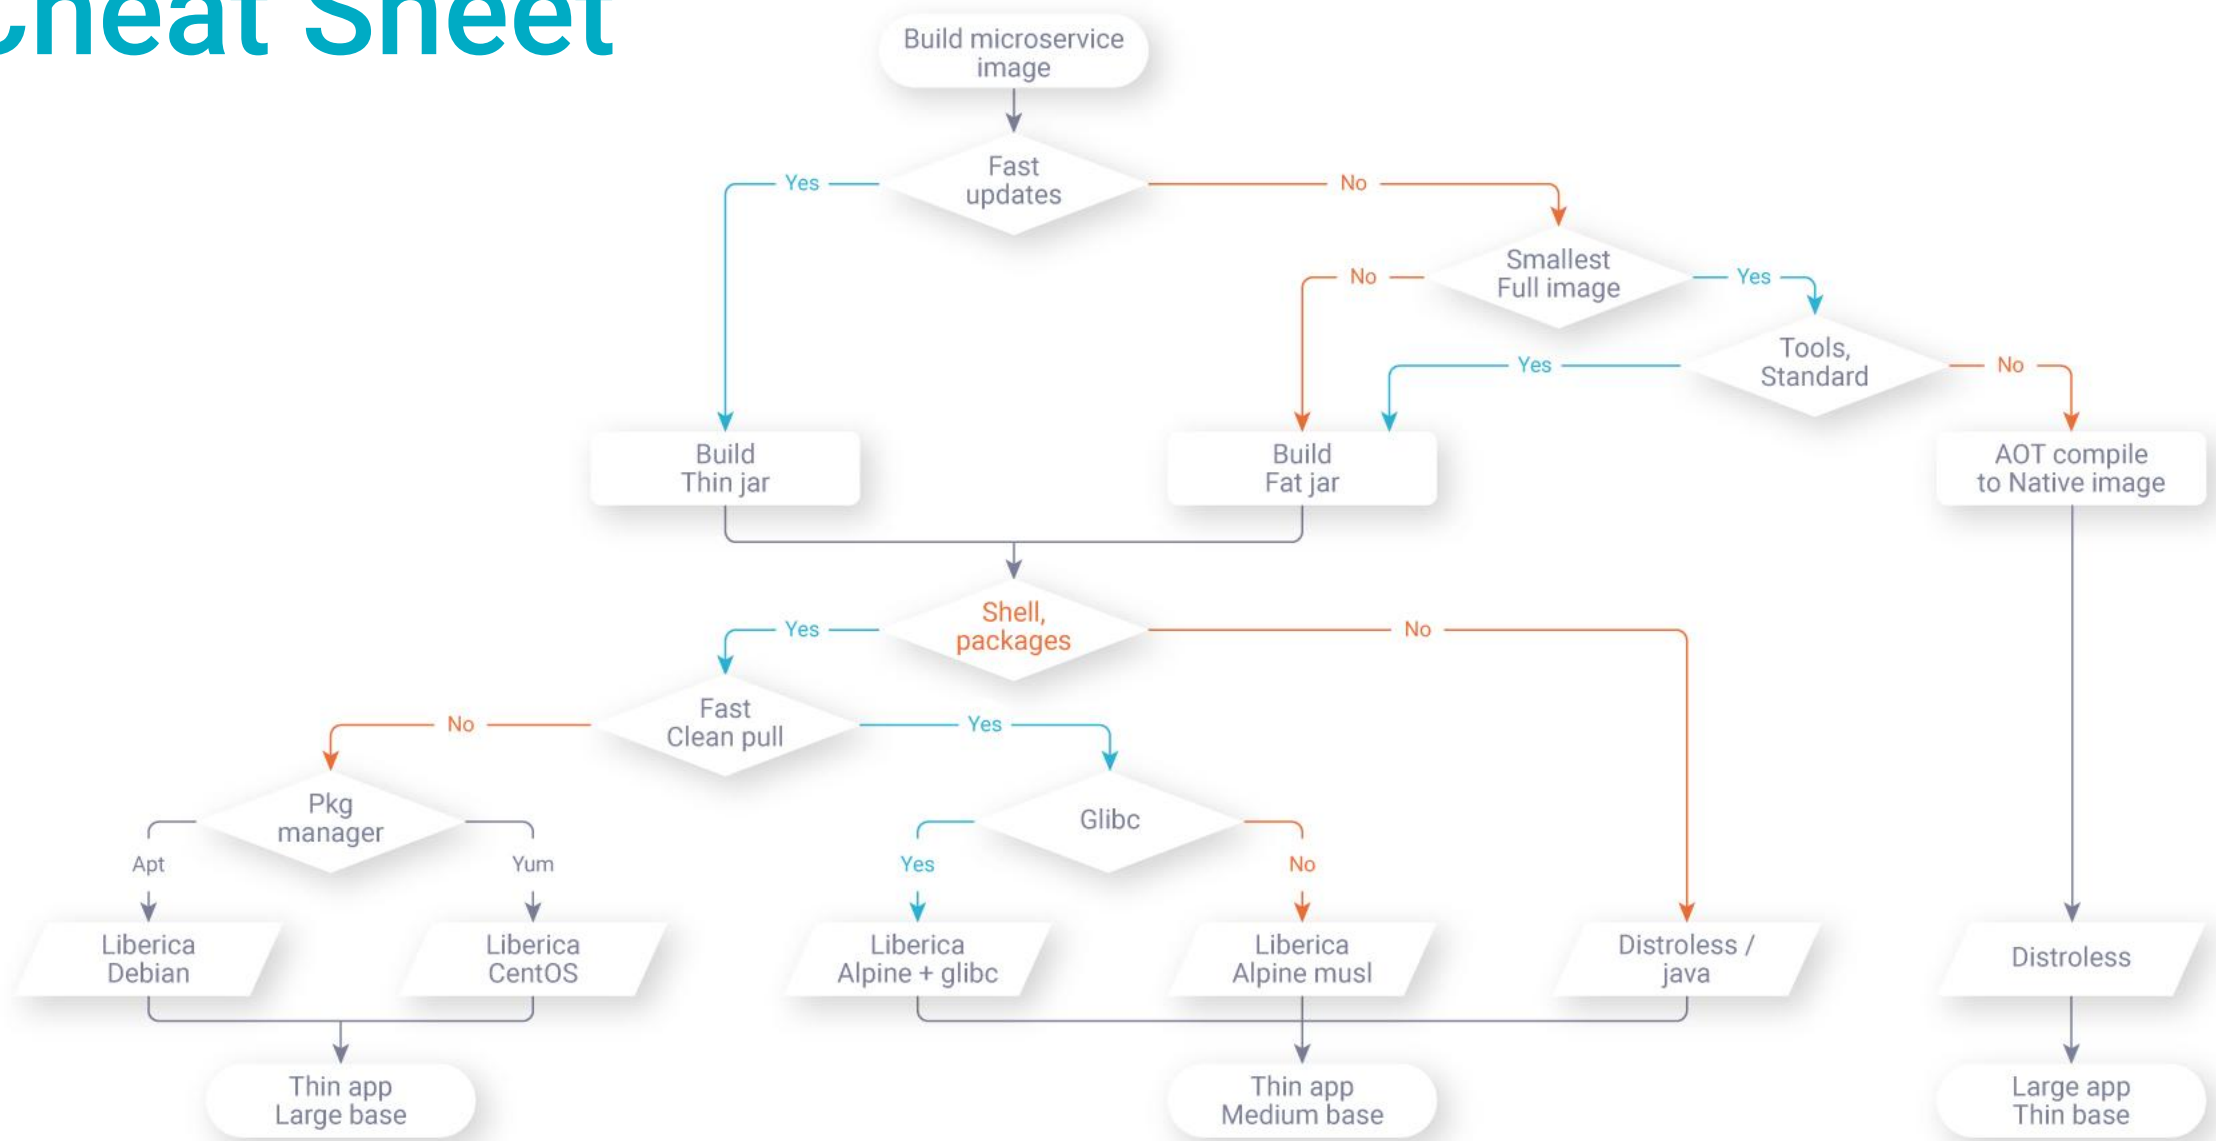 Cheat Sheet
Build microservice
image
Fast
updates
Yes
No
Smallest
Full image
No
Yes
Tools,
Standard
Yes
No
Build
Thin jar
Build
Fat jar
AOT compile
to Native image
Shell,
packages
Yes
No
Fast
Clean pull
No
Yes
Pkg
manager
Glibc
Apt
Yum
Yes
No
Liberica
Debian
Liberica
CentOS
Liberica
Alpine + glibc
Liberica
Alpine musl
Distroless /
java
Distroless
Thin app
Large base
Thin app
Medium base
Large app
Thin base